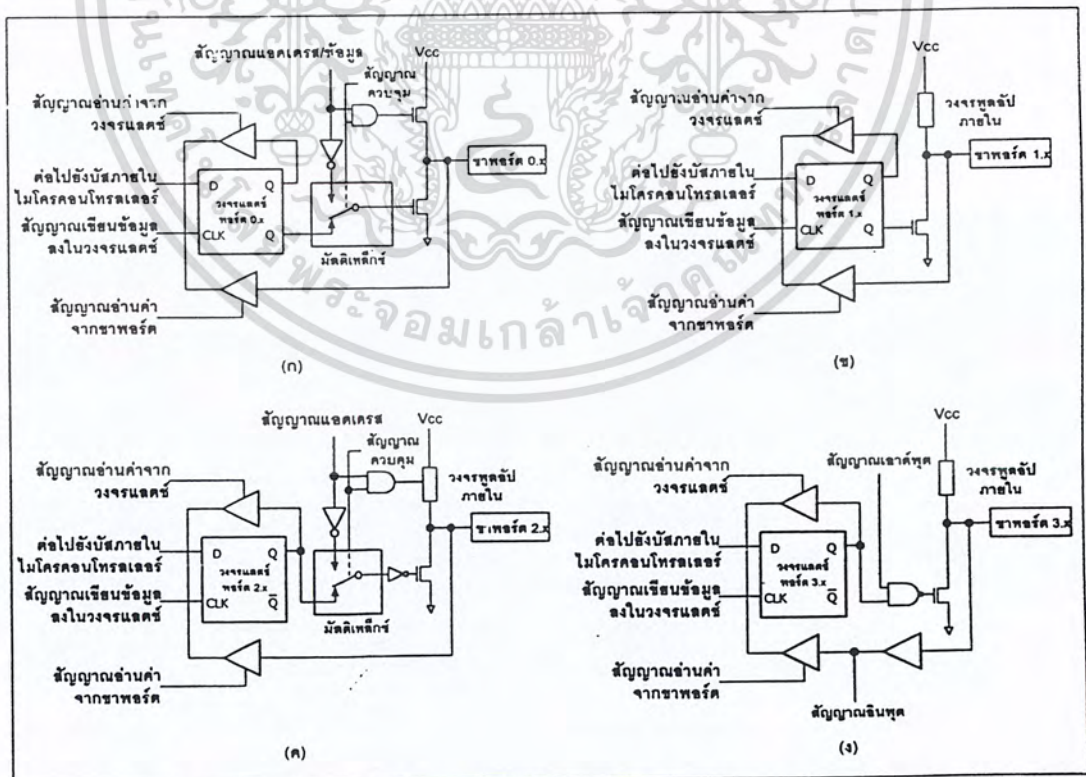 สัญญาณแอดเดรส/ข้อมูล
Vcc
สัญญาณ
ควบคุม
สัญญาณอ่านค่าจาก
วงจรแลตช์
ต่อไปยังบัสภายใน
ไมโครคอนโทรลเลอร์
สัญญาณเขียนข้อมูล
ลงในวงจรแลตช์
D
Q
วงจรแลตช์
พอร์ต 0.x
CLK
Q
มัลติเพล็กซ์
ขาพอร์ต 0.x
สัญญาณอ่านค่า
จากขาพอร์ต
(ก)
Vcc
สัญญาณอ่านค่าจาก
วงจรแลตช์
วงจรพูลอัป
ภายใน
ขาพอร์ต 1.x
ต่อไปยังบัสภายใน
ไมโครคอนโทรลเลอร์
สัญญาณเขียนข้อมูล
ลงในวงจรแลตช์
D
Q
วงจรแลตช์
พอร์ต 1.x
CLK
Q
สัญญาณอ่านค่า
จากขาพอร์ต
(ข)
พระจอมเกล้าเจ้าคุณทหารลาดกระบัง
สัญญาณแอดเดรส
Vcc
สัญญาณ
ควบคุม
สัญญาณอ่านค่าจาก
วงจรแลตช์
วงจรพูลอัป
ภายใน
ขาพอร์ต 2.x
ต่อไปยังบัสภายใน
ไมโครคอนโทรลเลอร์
สัญญาณเขียนข้อมูล
ลงในวงจรแลตช์
D
Q
วงจรแลตช์
พอร์ต 2.x
CLK
Q̅
มัลติเพล็กซ์
สัญญาณอ่านค่า
จากขาพอร์ต
(ค)
Vcc
สัญญาณเอาต์พุต
สัญญาณอ่านค่าจาก
วงจรแลตช์
วงจรพูลอัป
ภายใน
ขาพอร์ต 3.x
ต่อไปยังบัสภายใน
ไมโครคอนโทรลเลอร์
สัญญาณเขียนข้อมูล
ลงในวงจรแลตช์
D
Q
วงจรแลตช์
พอร์ต 3.x
CLK
Q̅
สัญญาณอ่านค่า
จากขาพอร์ต
สัญญาณอินพุต
(ง)